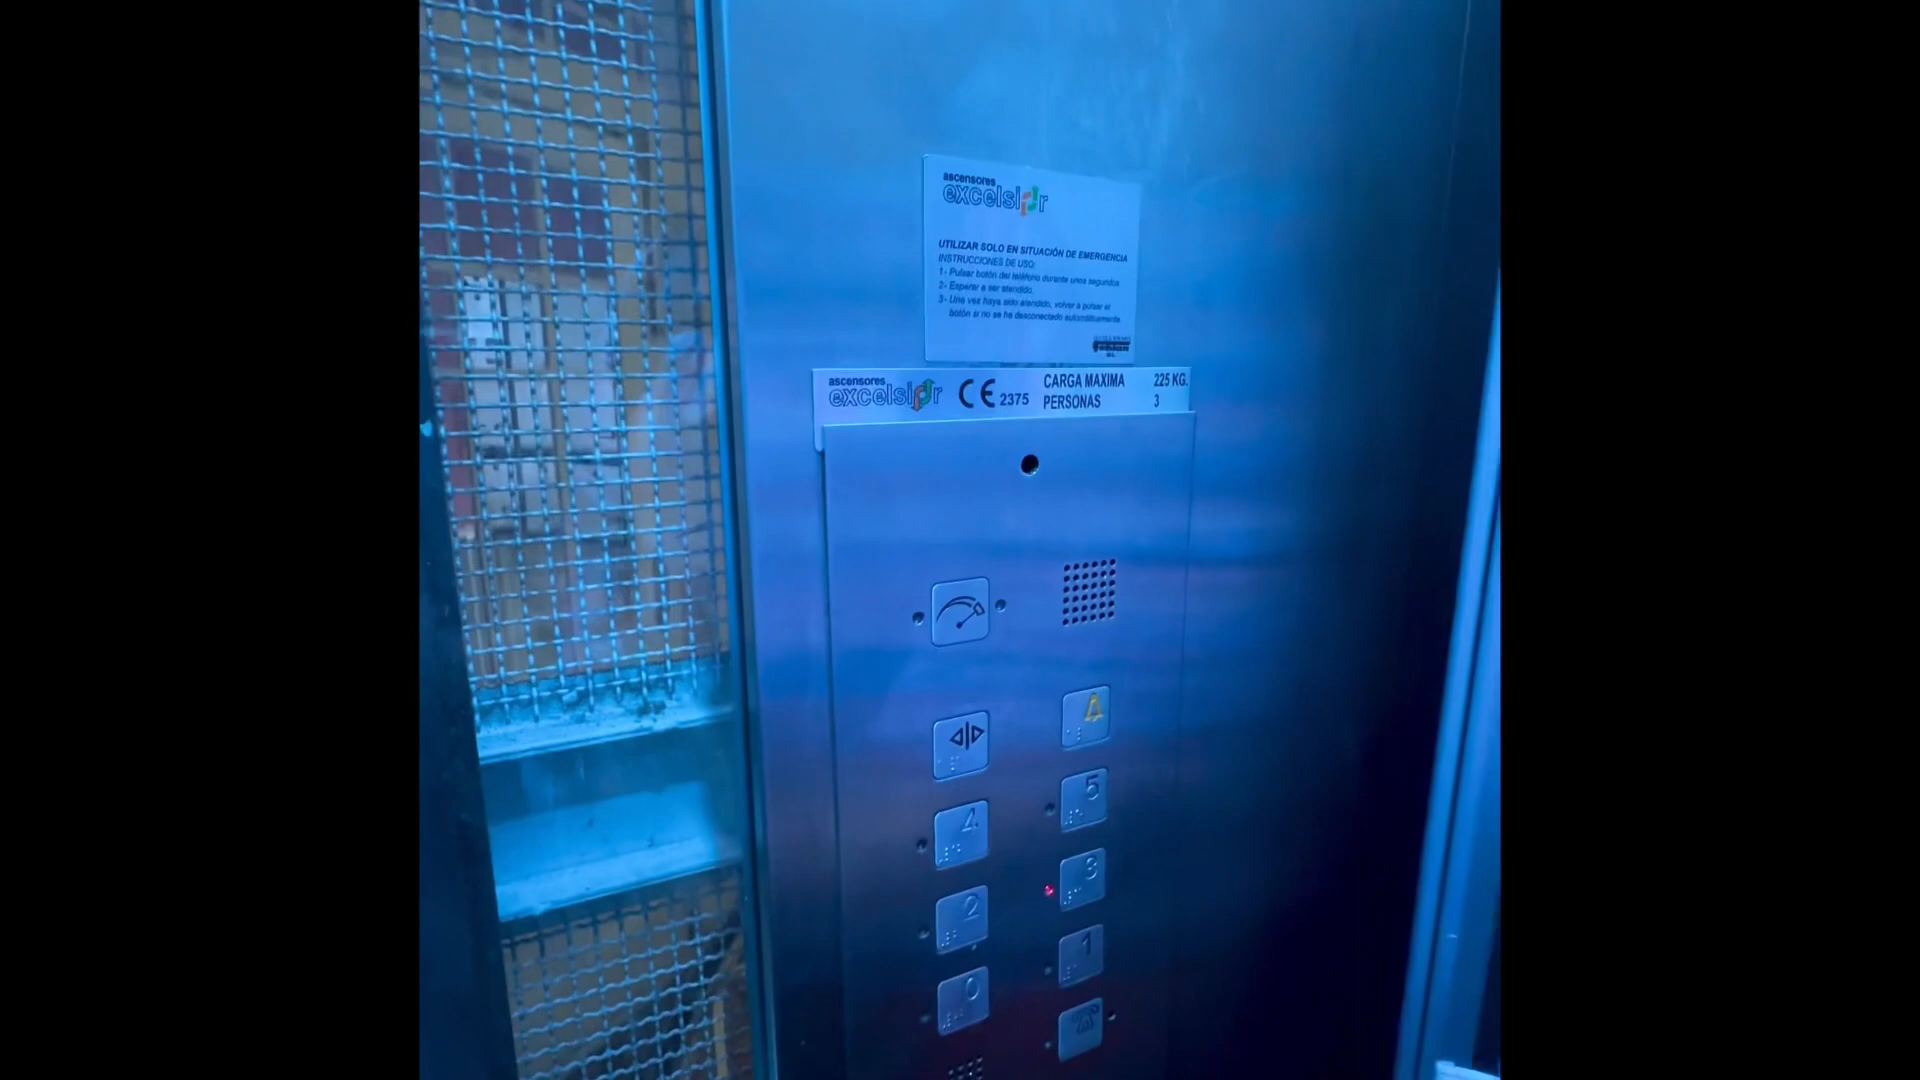 ascensores
excelsior
UTILIZAR SOLO EN SITUACIÓN DE EMERGENCIA
INSTRUCCIONES DE USO:
1- Pulsar botón del teléfono durante unos segundos
2- Esperar a ser atendido.
3- Una vez haya sido atendido, volver a pulsar el
botón si no se ha desconectado automáticamente
ascensores
excelsior
CE 2375
CARGA MAXIMA 225 KG.
PERSONAS 3
5
4
3
2
1
0